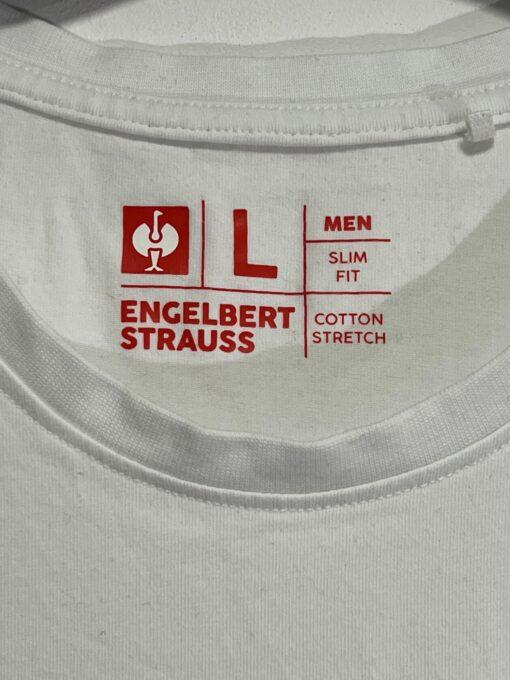 L
MEN
SLIM
FIT
ENGELBERT
STRAUSS
COTTON
STRETCH